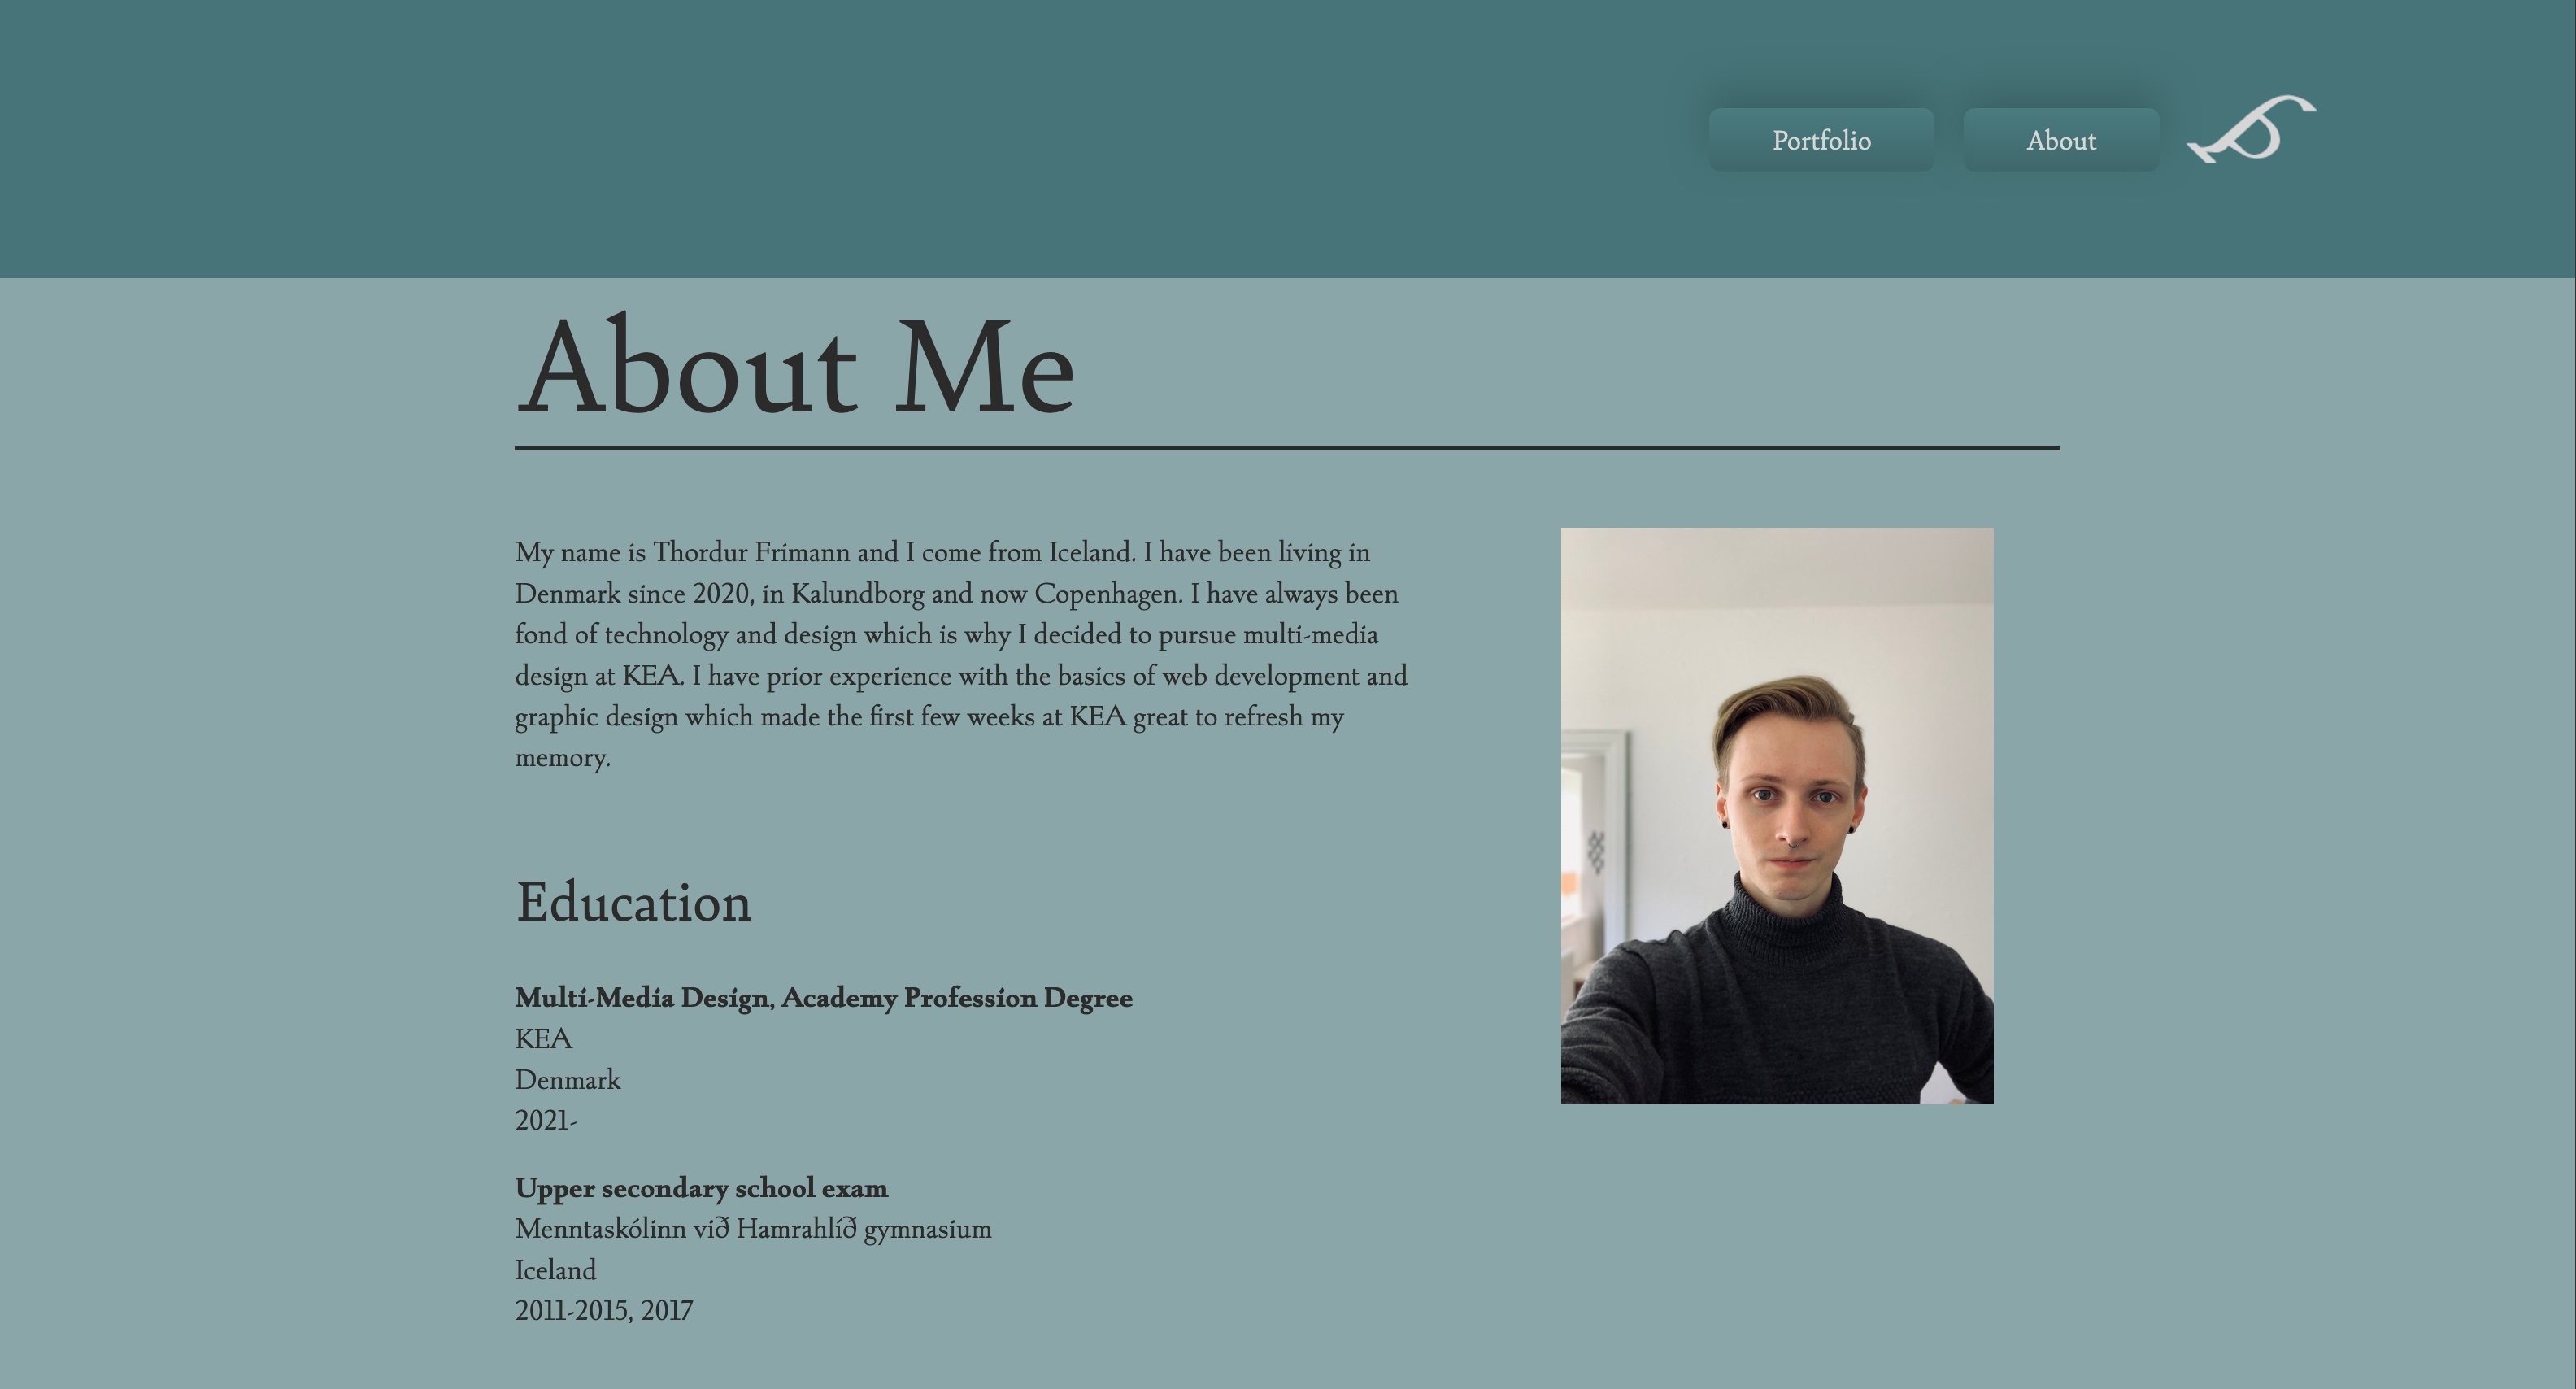 Portfolio
About
About Me
My name is Thordur Frimann and I come from Iceland. I have been living in
Denmark since 2020, in Kalundborg and now Copenhagen. I have always been
fond of technology and design which is why I decided to pursue multi-media
design at KEA. I have prior experience with the basics of web development and
graphic design which made the first few weeks at KEA great to refresh my
memory.
Education
Multi-Media Design, Academy Profession Degree
KEA
Denmark
2021-
Upper secondary school exam
Menntaskólinn við Hamrahlíð gymnasium
Iceland
2011-2015, 2017